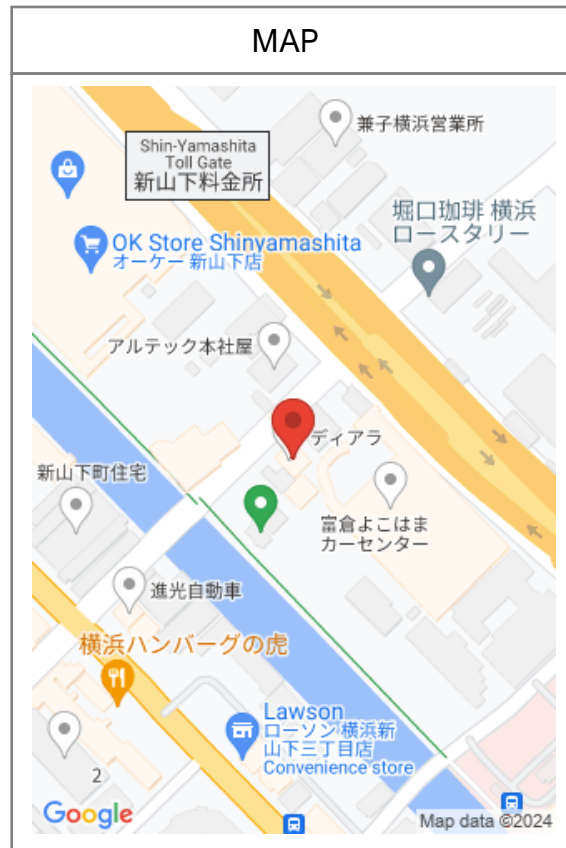 MAP
兼子横浜営業所
Shin-Yamashita
Toll Gate
新山下料金所
堀口珈琲 横浜
ロースタリー
OK Store Shinyamashita
オーケー 新山下店
アルテック本社屋
ディアラ
新山下町住宅
富倉よこはま
カーセンター
進光自動車
横浜ハンバーグの虎
Lawson
ローソン 横浜新
山下三丁目店
Convenience store
2
Google
Map data ©2024